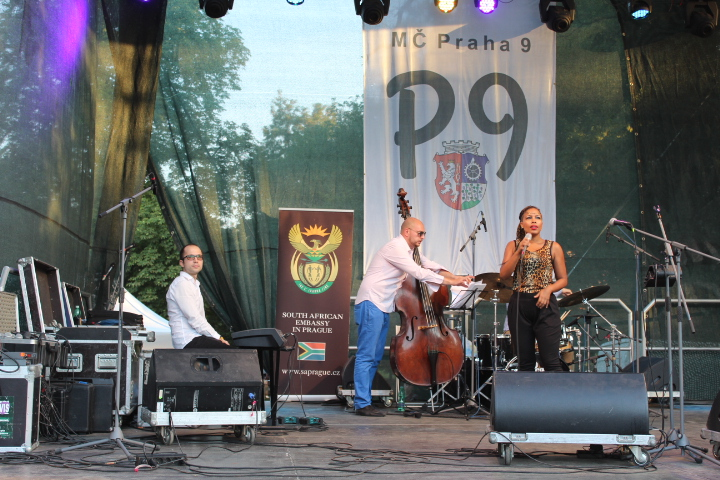 MČ Praha 9
P9
SOUTH AFRICAN
EMBASSY
IN PRAGUE
www.saprague.cz